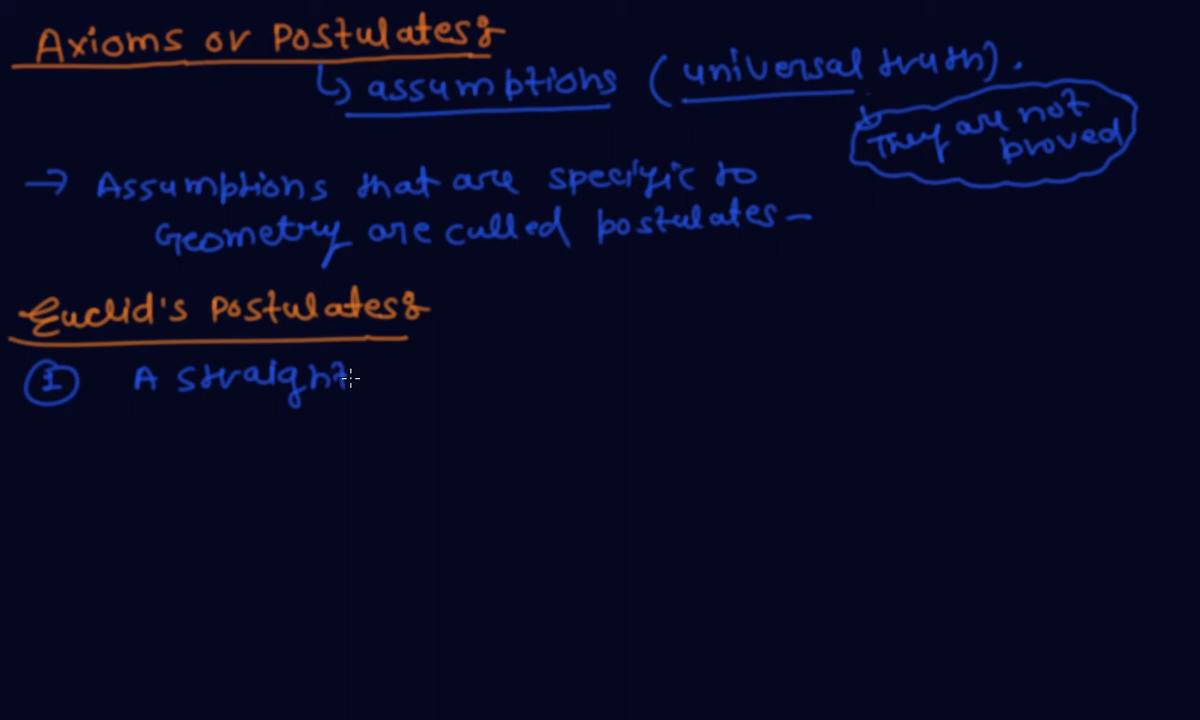 Axioms or Postulates
assumptions (universal truth).
They are not
proved
→ Assumptions that are specific to
Geometry are called postulates -
Euclid's Postulates
1 A straight